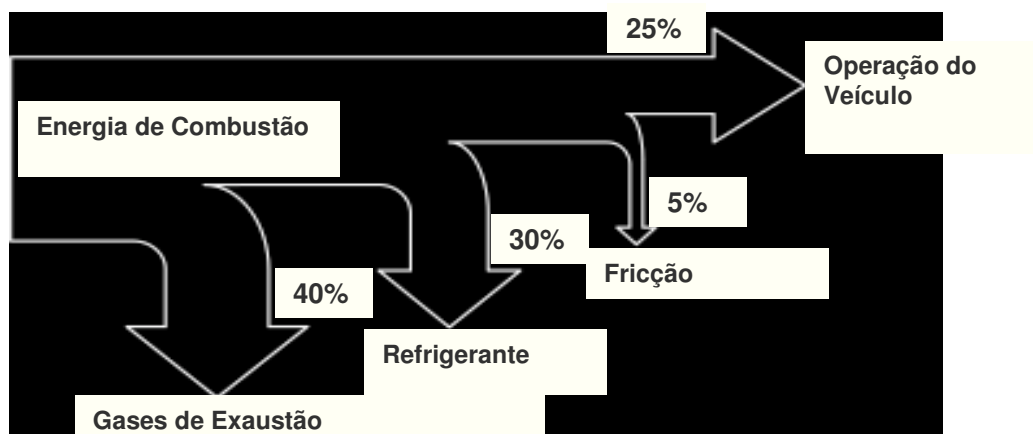 25%
Operação do
Veículo
Energia de Combustão
5%
30%
Fricção
40%
Refrigerante
Gases de Exaustão